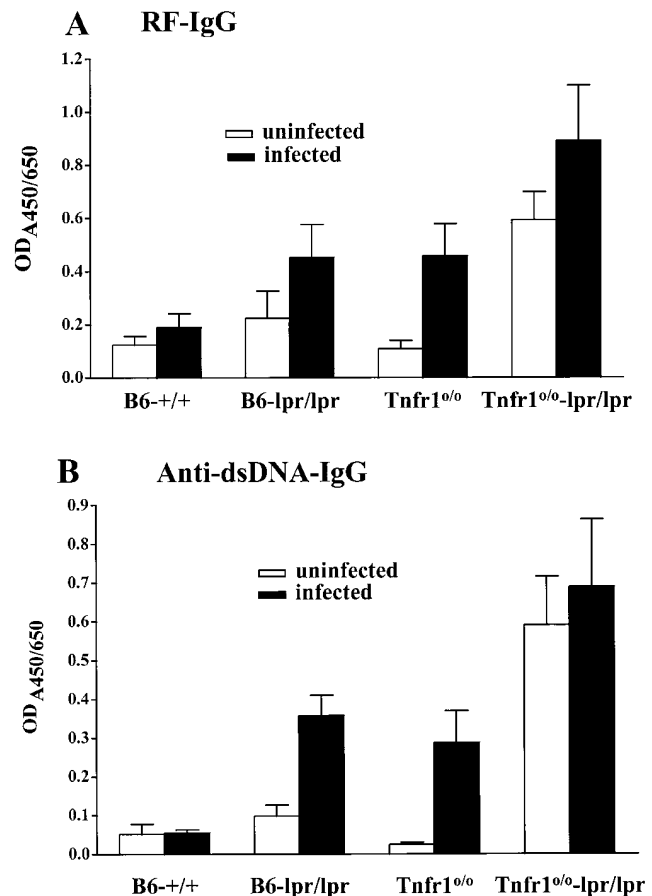 A RF-IgG
1.2
1.0
0.8
0.6
0.4
0.2
0.0
ODA450/650
uninfected
infected
B6-+/+ B6-lpr/lpr Tnfr1o/o Tnfr1o/o-lpr/lpr
B Anti-dsDNA-IgG
0.9
0.8
0.7
0.6
0.5
0.4
0.3
0.2
0.1
0.0
ODA450/650
uninfected
infected
B6-+/+ B6-lpr/lpr Tnfr1o/o Tnfr1o/o-lpr/lpr